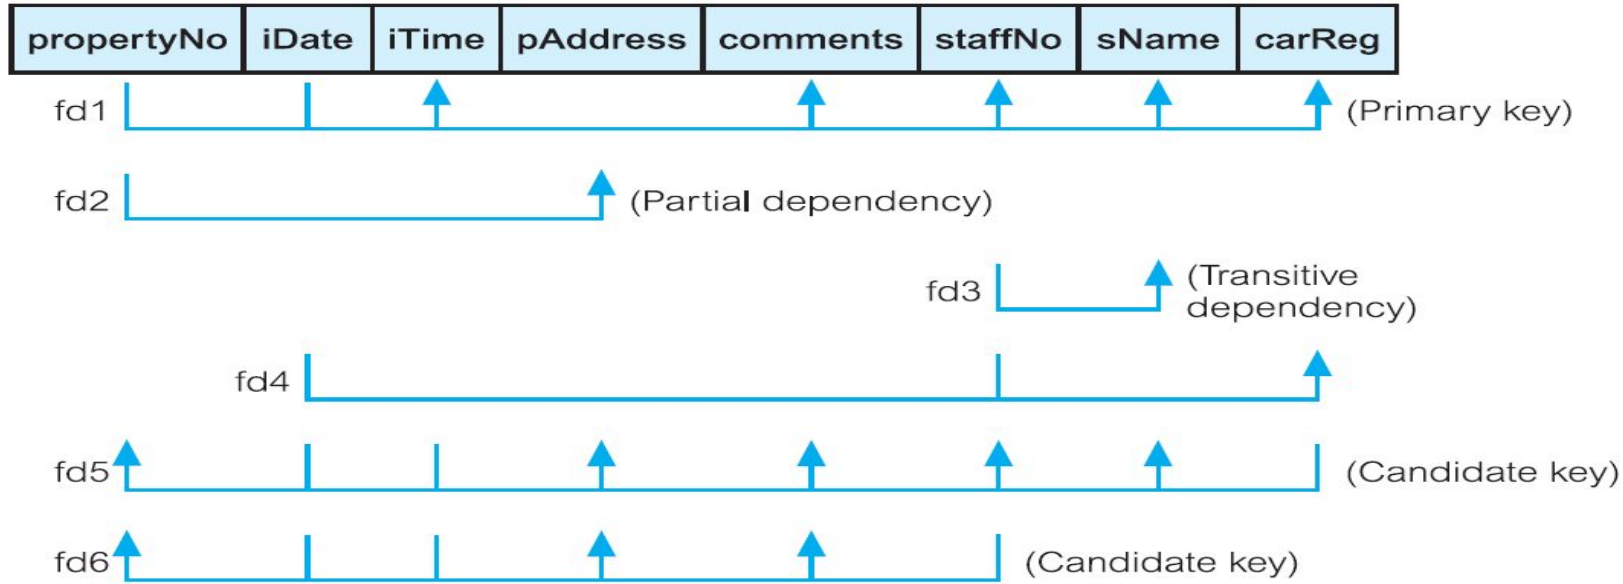 propertyNo iDate iTime pAddress comments staffNo sName carReg
fd1 (Primary key)
fd2 (Partial dependency)
fd3 (Transitive
dependency)
fd4
fd5 (Candidate key)
fd6 (Candidate key)